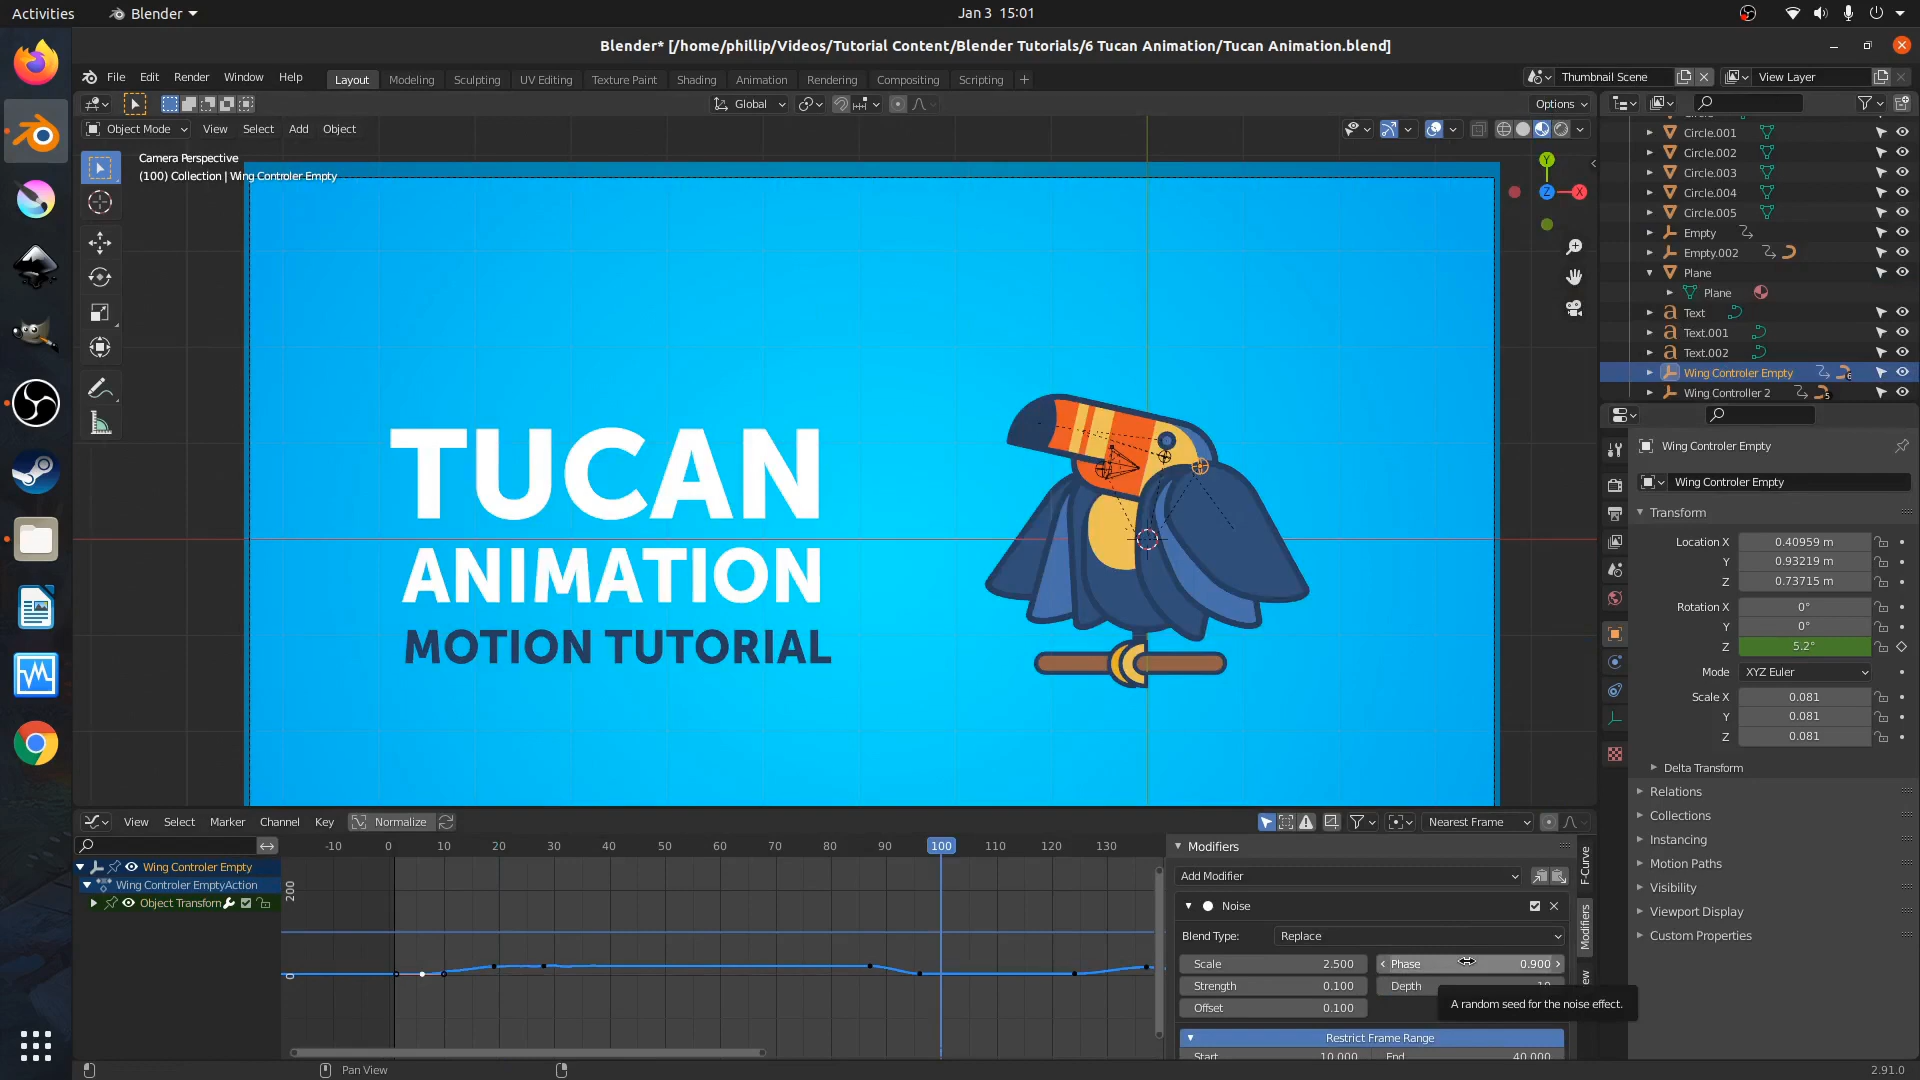 Activities
Blender
Jan 3 15:01
Blender* [/home/phillip/Videos/Tutorial Content/Blender Tutorials/6 Tucan Animation/Tucan Animation.blend]
File Edit Render Window Help
Layout Modeling Sculpting UV Editing Texture Paint Shading Animation Rendering Compositing Scripting
Thumbnail Scene
View Layer
Global
Options
Object Mode View Select Add Object
Camera Perspective
(100) Collection | Wing Controler Empty
Y
Z
X
TUCAN
ANIMATION
MOTION TUTORIAL
Circle.001
Circle.002
Circle.003
Circle.004
Circle.005
Empty
Empty.002
Plane
Plane
Text
Text.001
Text.002
Wing Controler Empty 6
Wing Controller 2 5
Wing Controler Empty
Wing Controler Empty
Transform
Location X 0.40959 m
Y 0.93219 m
Z 0.73715 m
Rotation X 0°
Y 0°
Z 5.2°
Mode XYZ Euler
Scale X 0.081
Y 0.081
Z 0.081
Delta Transform
Relations
Collections
Instancing
Motion Paths
Visibility
Viewport Display
Custom Properties
View Select Marker Channel Key Normalize
Nearest Frame
-10 0 10 20 30 40 50 60 70 80 90 100 110 120 130
Wing Controler Empty
Wing Controler EmptyAction
Object Transform
200
0
Modifiers
Add Modifier
Noise
Blend Type: Replace
Scale 2.500
Phase 0.900
Strength 0.100
Depth
Offset 0.100
A random seed for the noise effect.
Restrict Frame Range
Start 10.000
End 40.000
F-Curve
Modifiers
Pan View
2.91.0